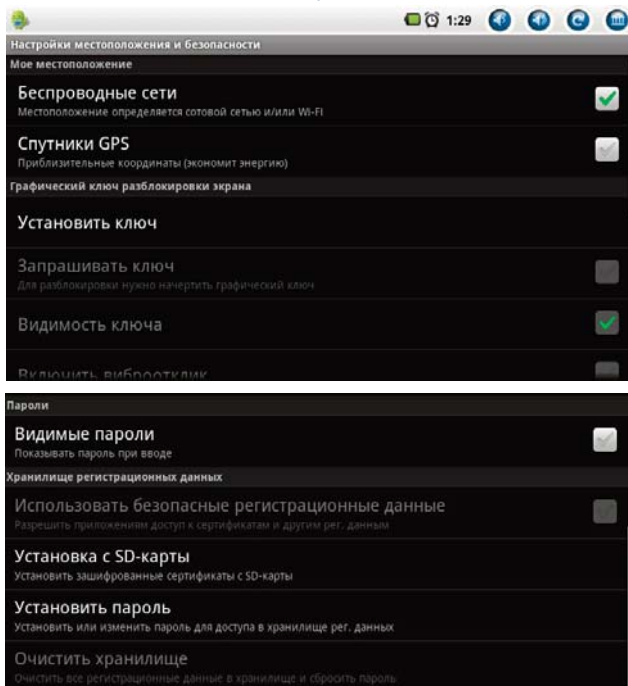 1:29
Настройки местоположения и безопасности
Мое местоположение
Беспроводные сети
Местоположение определяется сотовой сетью и/или Wi-Fi
Спутники GPS
Приблизительные координаты (экономит энергию)
Графический ключ разблокировки экрана
Установить ключ
Запрашивать ключ
Для разблокировки нужно начертить графический ключ
Видимость ключа
Включить виброотклик
Пароли
Видимые пароли
Показывать пароль при вводе
Хранилище регистрационных данных
Использовать безопасные регистрационные данные
Разрешить приложениям доступ к сертификатам и другим рег. данным
Установка с SD-карты
Установить зашифрованные сертификаты с SD-карты
Установить пароль
Установить или изменить пароль для доступа в хранилище рег. данных
Очистить хранилище
Очистить все регистрационные данные в хранилище и сбросить пароль